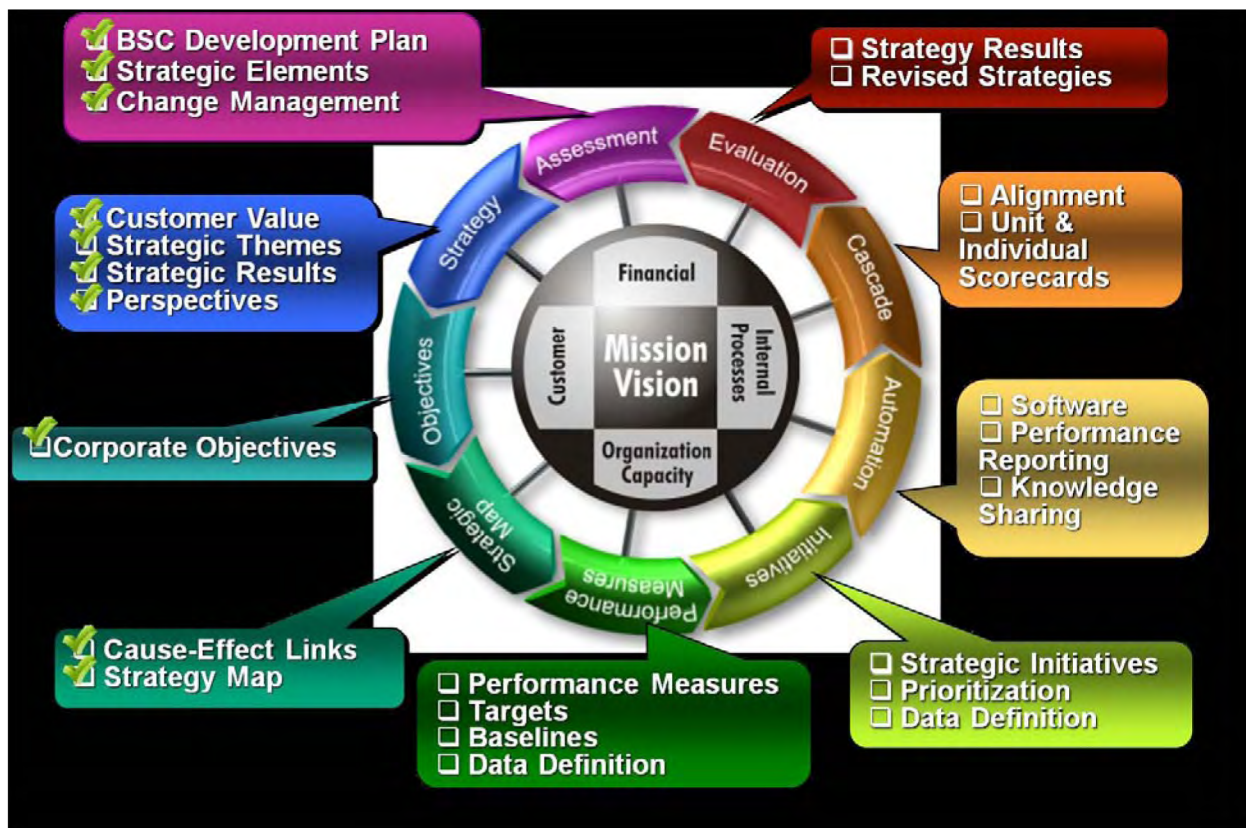 BSC Development Plan
Strategic Elements
Change Management
Strategy Results
Revised Strategies
Customer Value
Strategic Themes
Strategic Results
Perspectives
Alignment
Unit &
Individual
Scorecards
Corporate Objectives
Software
Performance
Reporting
Knowledge
Sharing
Cause-Effect Links
Strategy Map
Performance Measures
Targets
Baselines
Data Definition
Strategic Initiatives
Prioritization
Data Definition
Assessment
Evaluation
Cascade
Automation
Initiatives
Performance
Measures
Strategic
Map
Objectives
Strategy
Financial
Customer
Mission
Vision
Internal
Processes
Organization
Capacity